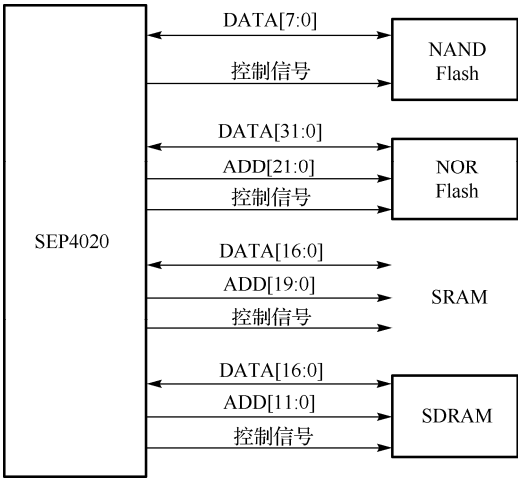 DATA[7:0]
NAND
Flash
控制信号
DATA[31:0]
ADD[21:0]
NOR
Flash
控制信号
SEP4020
DATA[16:0]
ADD[19:0]
SRAM
控制信号
DATA[16:0]
ADD[11:0]
SDRAM
控制信号